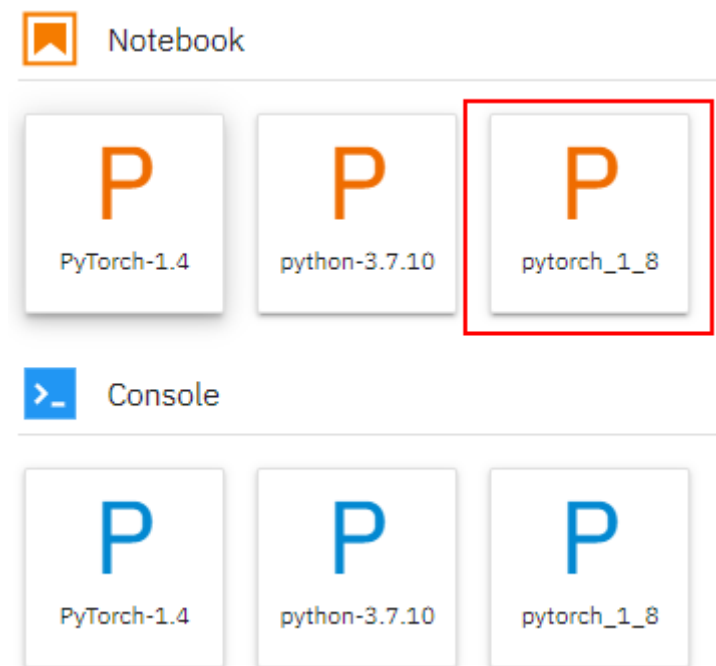 Notebook
P P P
PyTorch-1.4 python-3.7.10 pytorch_1_8
>_ Console
P P P
PyTorch-1.4 python-3.7.10 pytorch_1_8